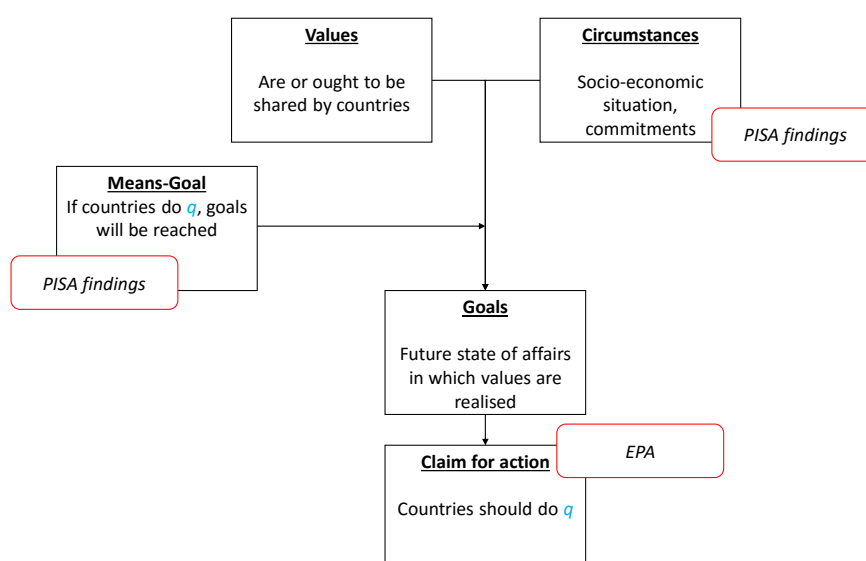 Values
Are or ought to be
shared by countries
Circumstances
Socio-economic
situation,
commitments
PISA findings
Means-Goal
If countries do q, goals
will be reached
PISA findings
Goals
Future state of affairs
in which values are
realised
Claim for action
EPA
Countries should do q